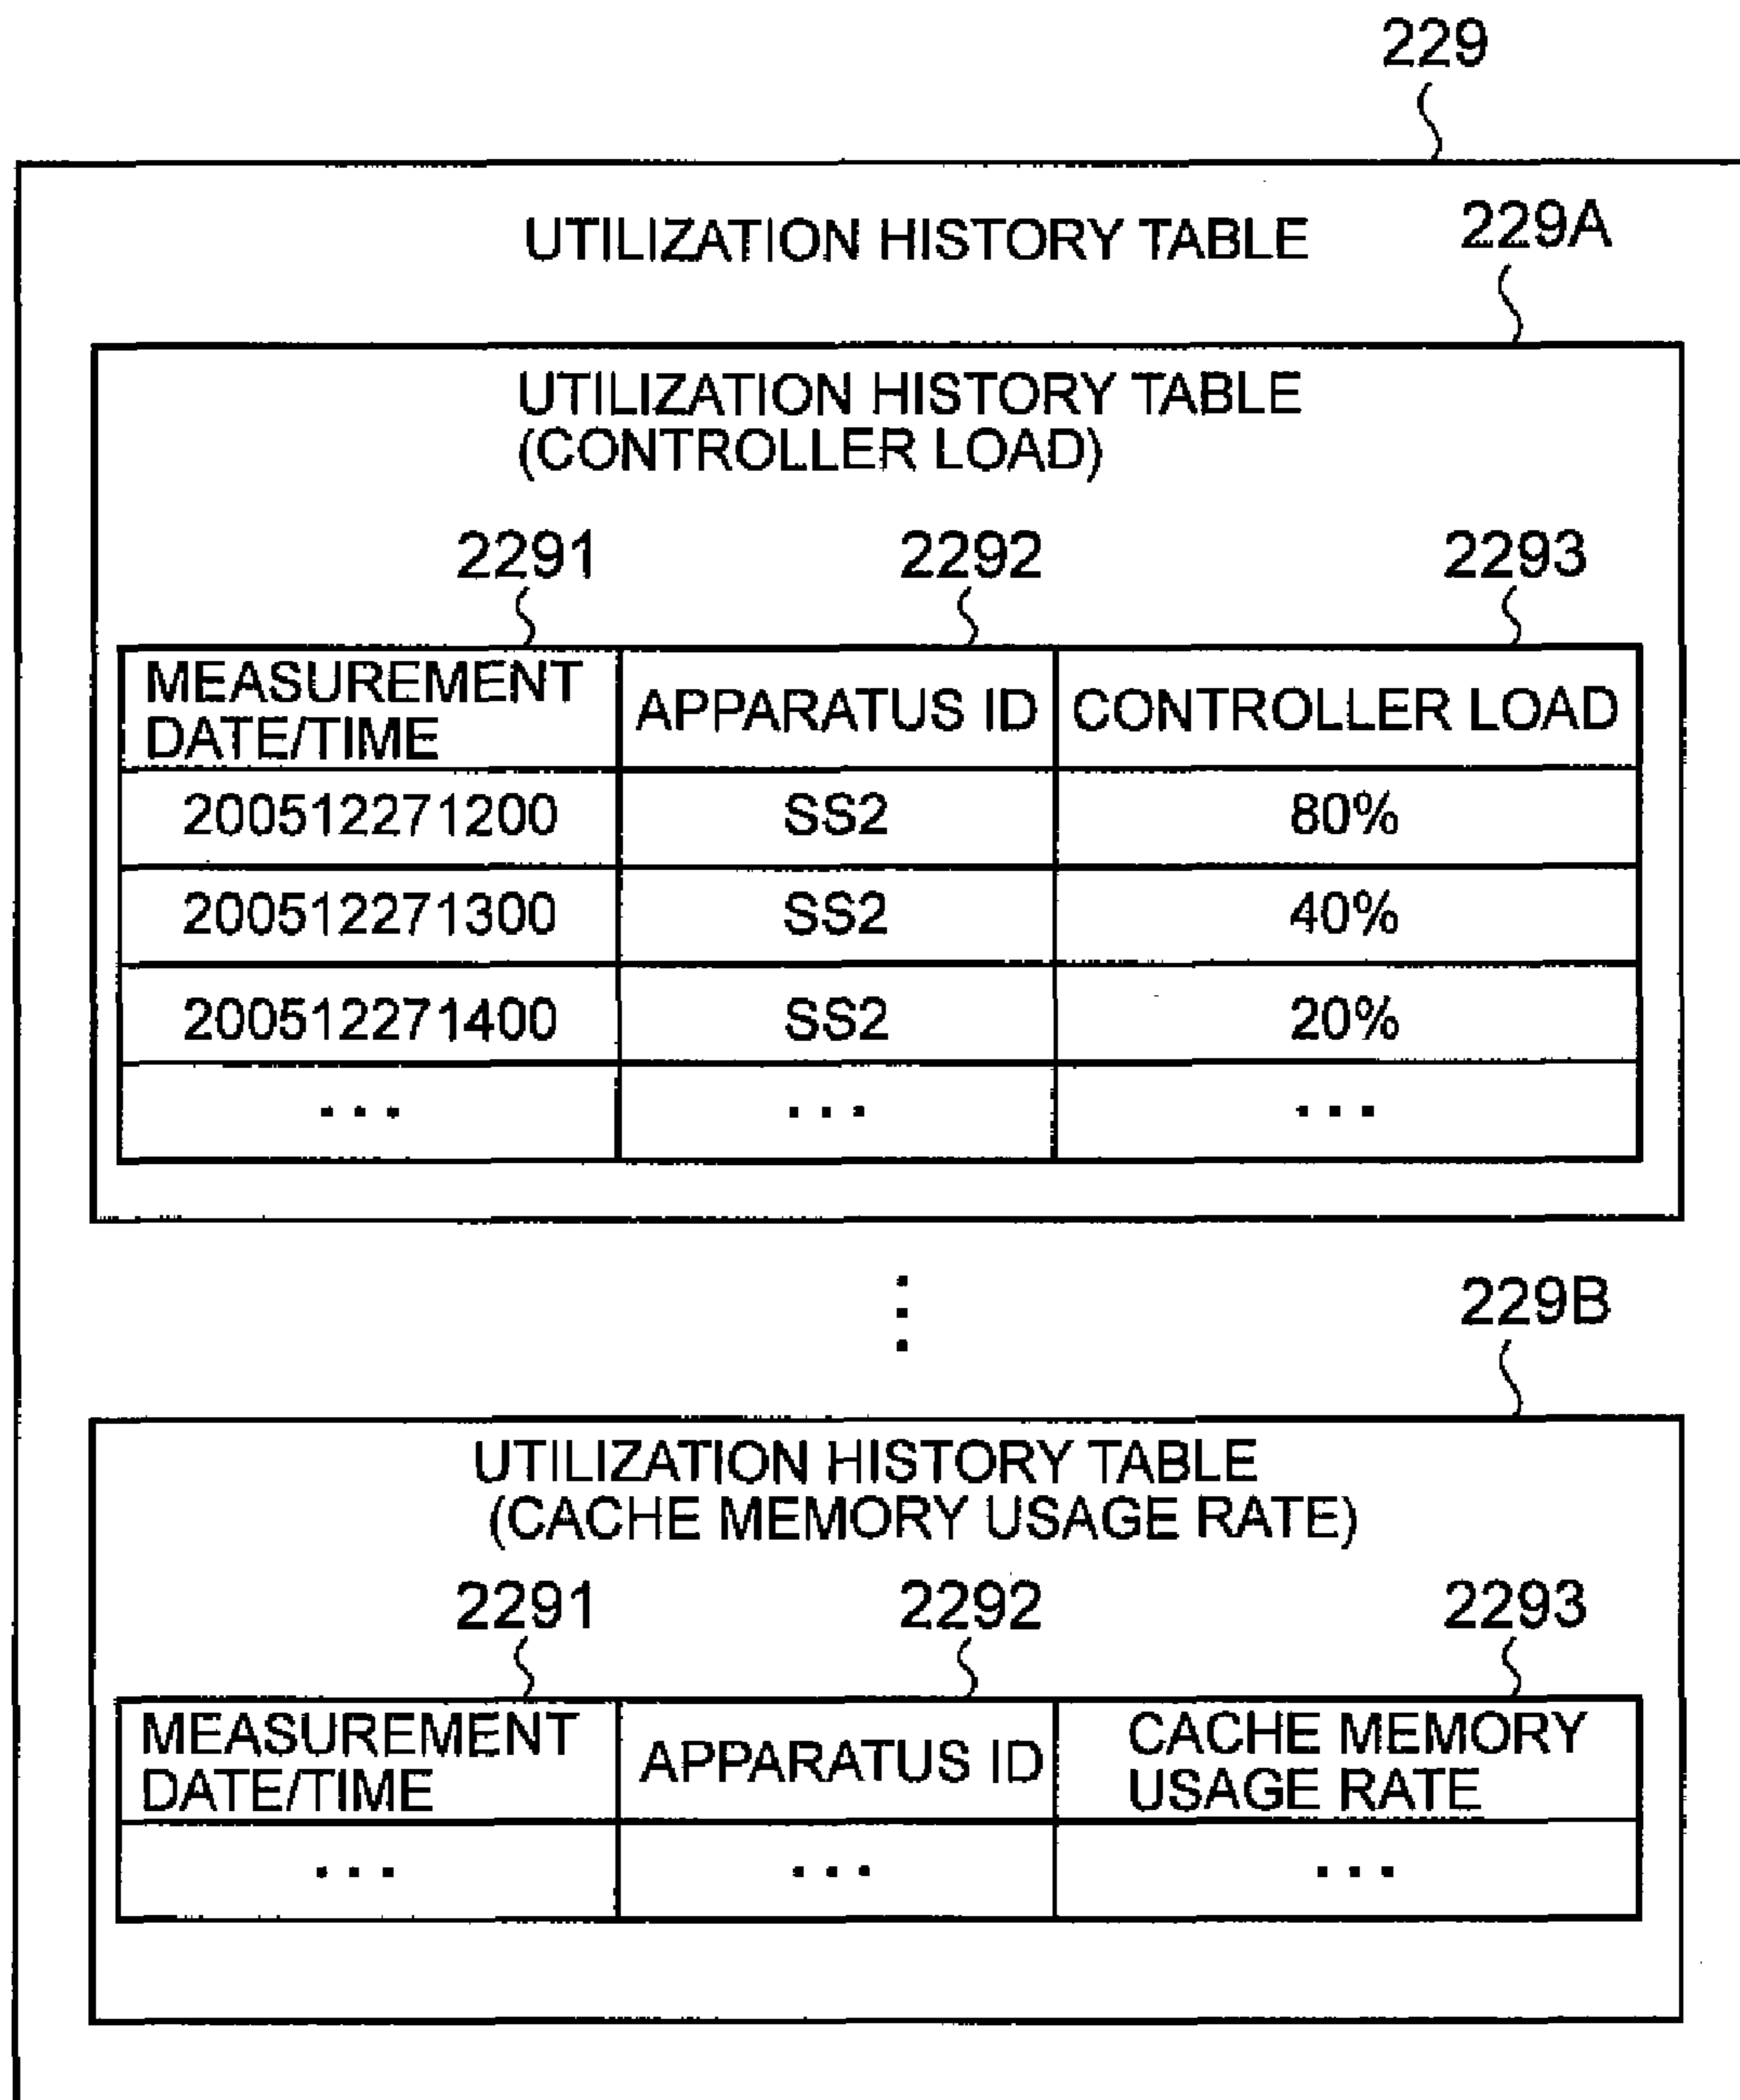 229
UTILIZATION HISTORY TABLE
229A
UTILIZATION HISTORY TABLE
(CONTROLLER LOAD)
2291 2292 2293
MEASUREMENT
DATE/TIME
APPARATUS ID
CONTROLLER LOAD
200512271200 SS2 80%
200512271300 SS2 40%
200512271400 SS2 20%
... ... ...
229B
UTILIZATION HISTORY TABLE
(CACHE MEMORY USAGE RATE)
2291 2292 2293
MEASUREMENT
DATE/TIME
APPARATUS ID
CACHE MEMORY
USAGE RATE
... ... ...